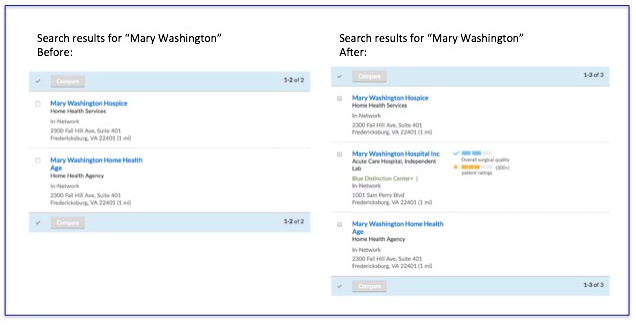 Search results for “Mary Washington”
Before:
Compare
1-2 of 2
Mary Washington Hospice
Home Health Services
In-Network
2300 Fall Hill Ave, Suite 401
Fredericksburg, VA 22401 (1 mi)
Mary Washington Home Health
Age
Home Health Agency
In-Network
2300 Fall Hill Ave, Suite 401
Fredericksburg, VA 22401 (1 mi)
Compare
1-2 of 2
Search results for “Mary Washington”
After:
Compare
1-3 of 3
Mary Washington Hospice
Home Health Services
In-Network
2300 Fall Hill Ave, Suite 401
Fredericksburg, VA 22401 (1 mi)
Mary Washington Hospital Inc
Acute Care Hospital, Independent
Lab
Blue Distinction Center+ |
In-Network
1001 Sam Perry Blvd
Fredericksburg, VA 22401 (1 mi)
Overall surgical quality
(300+)
patient ratings
Mary Washington Home Health
Age
Home Health Agency
In-Network
2300 Fall Hill Ave, Suite 401
Fredericksburg, VA 22401 (1 mi)
Compare
1-3 of 3